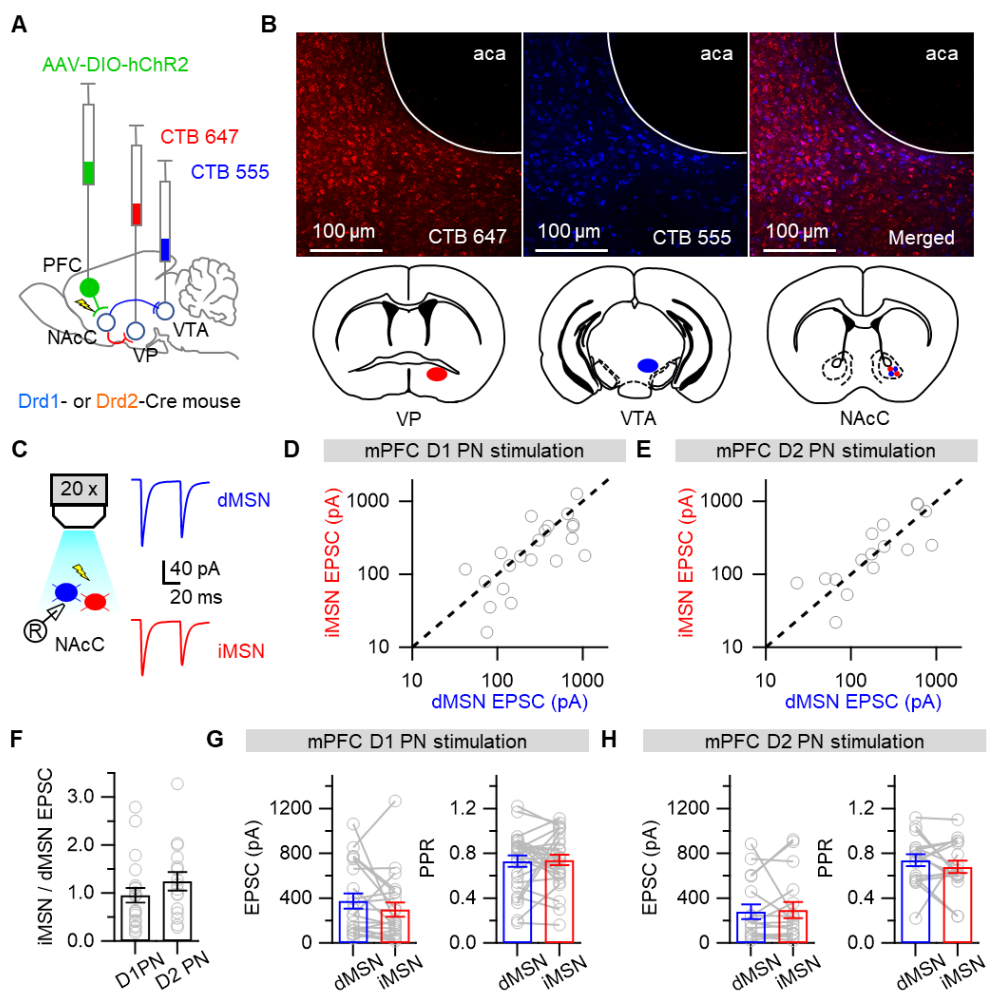 A
AAV-DIO-hChR2
CTB 647
CTB 555
PFC
NAcC
VP
VTA
Drd1- or Drd2-Cre mouse
B
aca
100 µm
CTB 647
aca
100 µm
CTB 555
aca
100 µm
Merged
VP
VTA
NAcC
C
20 x
dMSN
40 pA
20 ms
R
NAcC
iMSN
D
mPFC D1 PN stimulation
iMSN EPSC (pA)
1000
100
10
10
100
1000
dMSN EPSC (pA)
E
mPFC D2 PN stimulation
iMSN EPSC (pA)
1000
100
10
10
100
1000
dMSN EPSC (pA)
F
iMSN / dMSN EPSC
3.0
2.0
1.0
0.0
D1PN
D2 PN
G
mPFC D1 PN stimulation
EPSC (pA)
1200
800
400
0
dMSN
iMSN
PPR
1.2
0.8
0.4
0.0
dMSN
iMSN
H
mPFC D2 PN stimulation
EPSC (pA)
1200
800
400
0
dMSN
iMSN
PPR
1.2
0.8
0.4
0.0
dMSN
iMSN